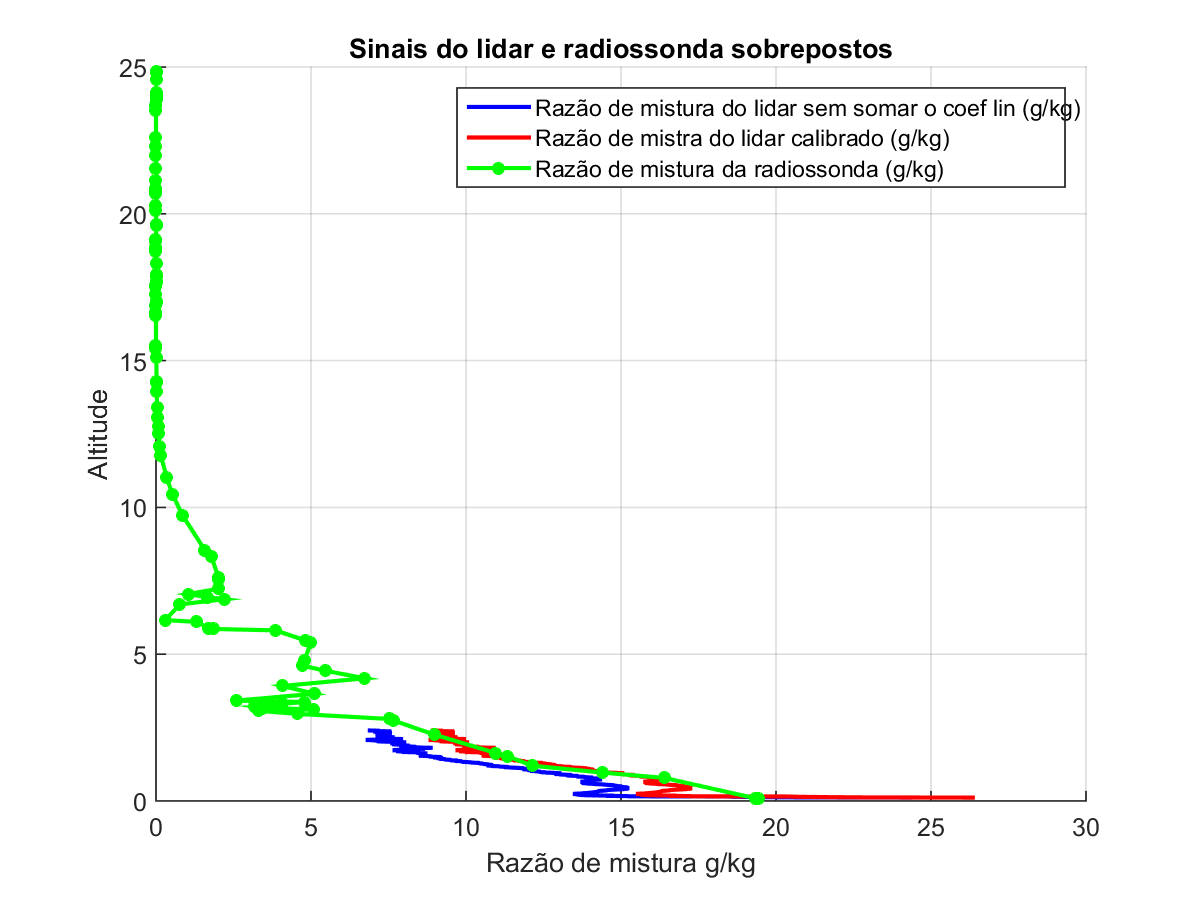 Sinais do lidar e radiossonda sobrepostos
Razão de mistura do lidar sem somar o coef lin (g/kg)
Razão de mistra do lidar calibrado (g/kg)
Razão de mistura da radiossonda (g/kg)
25
20
15
10
5
0
Altitude
0 5 10 15 20 25 30
Razão de mistura g/kg